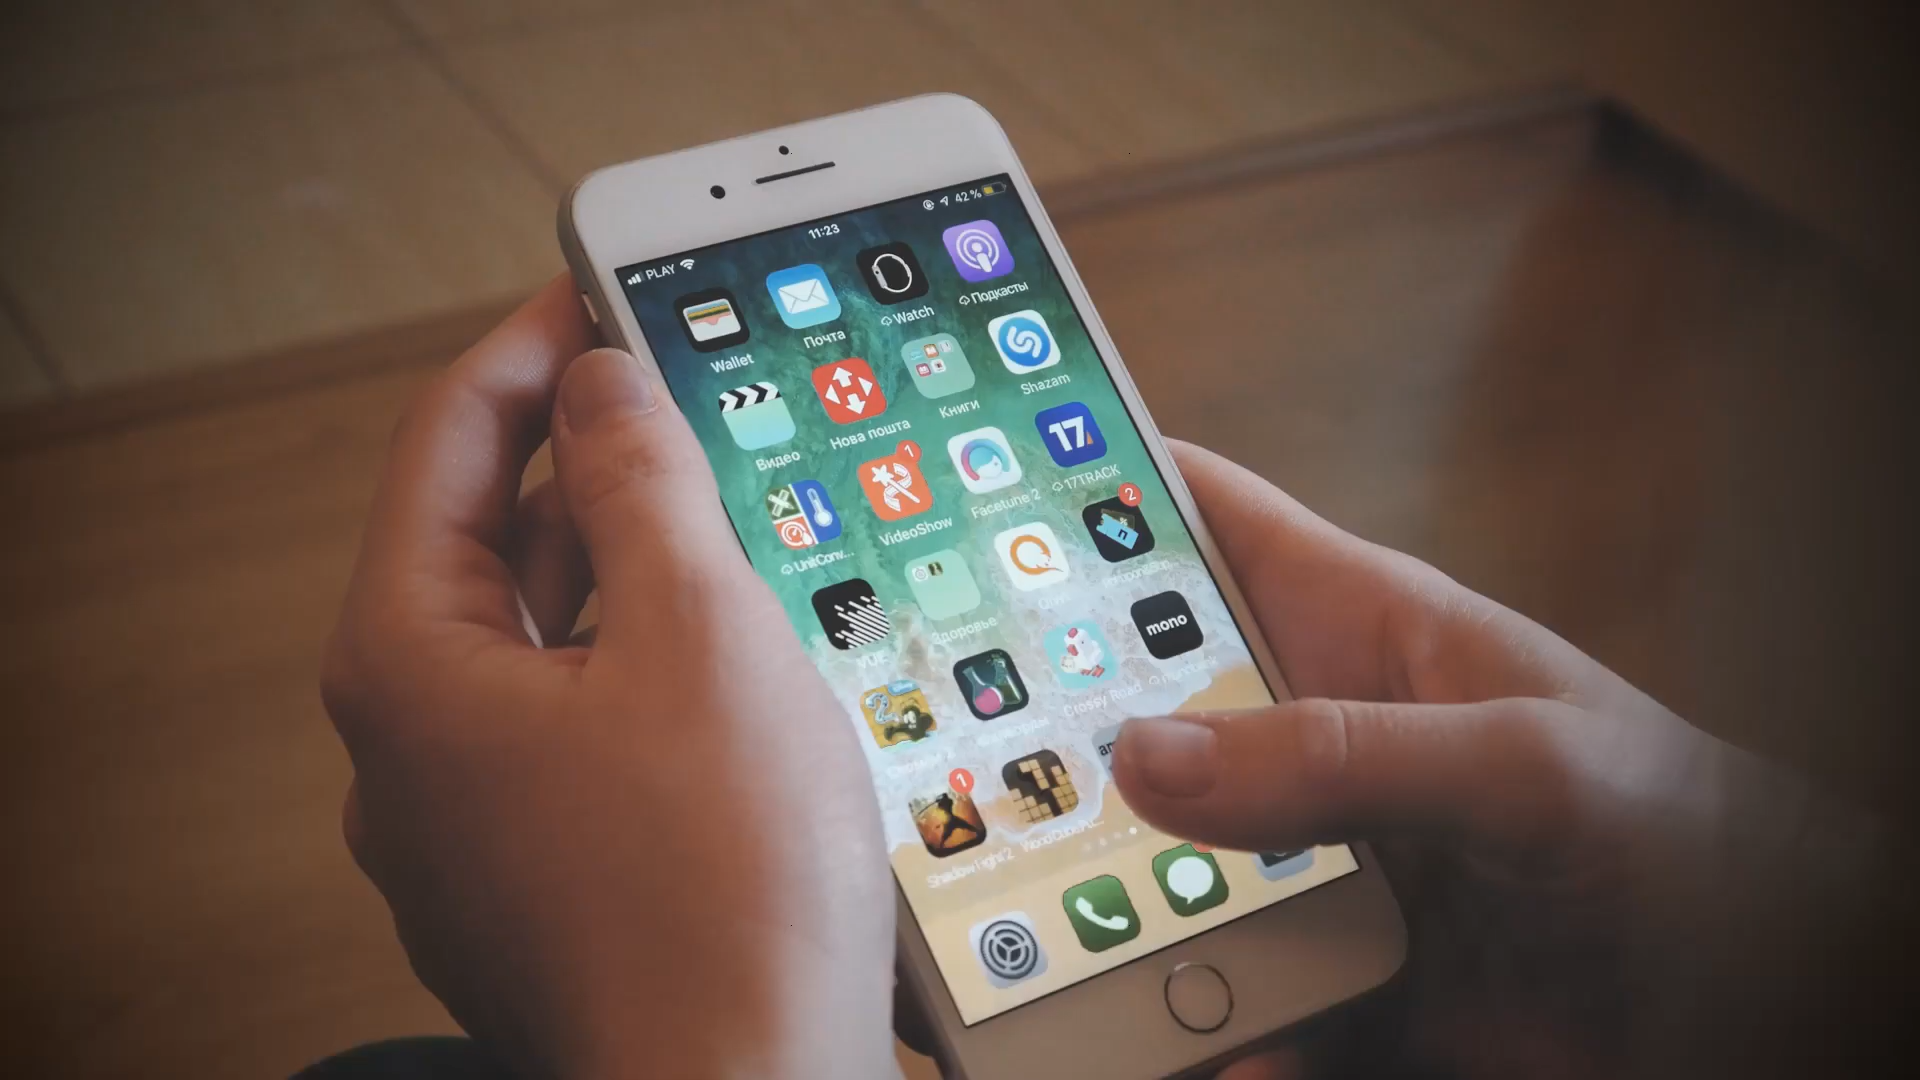 PLAY
11:23
42 %
Wallet
Почта
Watch
Подкасты
Видео
Нова пошта
Книги
Shazam
17
UnitConv...
1
VideoShow
Facetune 2
17TRACK
2
VUE
Здоровье
mono
Crossy Road
1
Shadow Fight 2